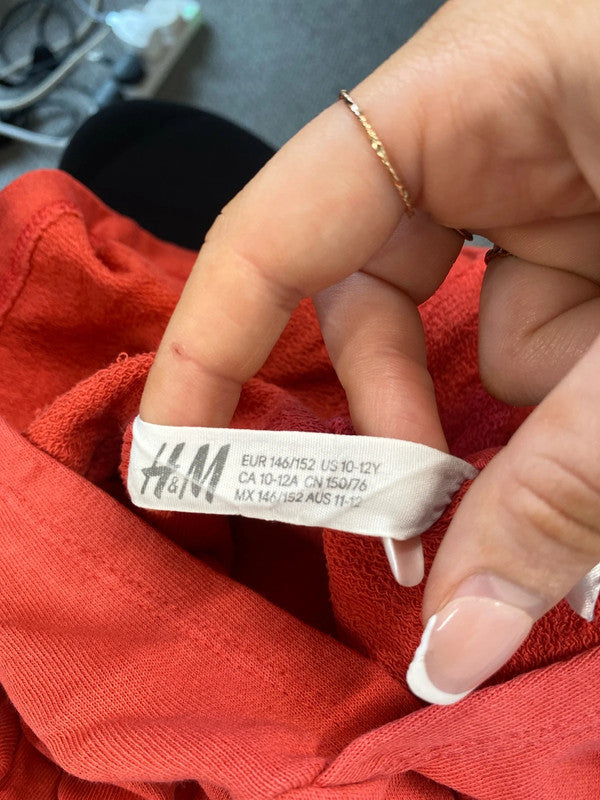 H&M
EUR 146/152 US 10-12Y
CA 10-12A CN 150/76
MX 146/152 AUS 11-12